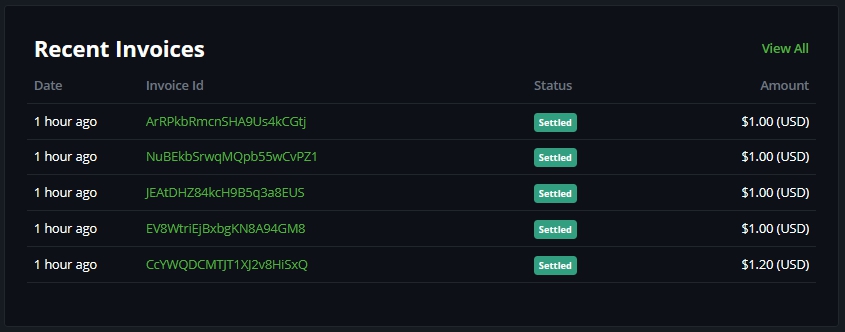 Recent Invoices View All
Date Invoice Id Status Amount
1 hour ago ArRPkbRmcnSHA9Us4kCGtj Settled $1.00 (USD)
1 hour ago NuBEkbSrwqMQpb55wCvPZ1 Settled $1.00 (USD)
1 hour ago JEAtDHZ84kcH9B5q3a8EUS Settled $1.00 (USD)
1 hour ago EV8WtriEjBxbgKN8A94GM8 Settled $1.00 (USD)
1 hour ago CcYWQDCMTJT1XJ2v8HiSxQ Settled $1.20 (USD)